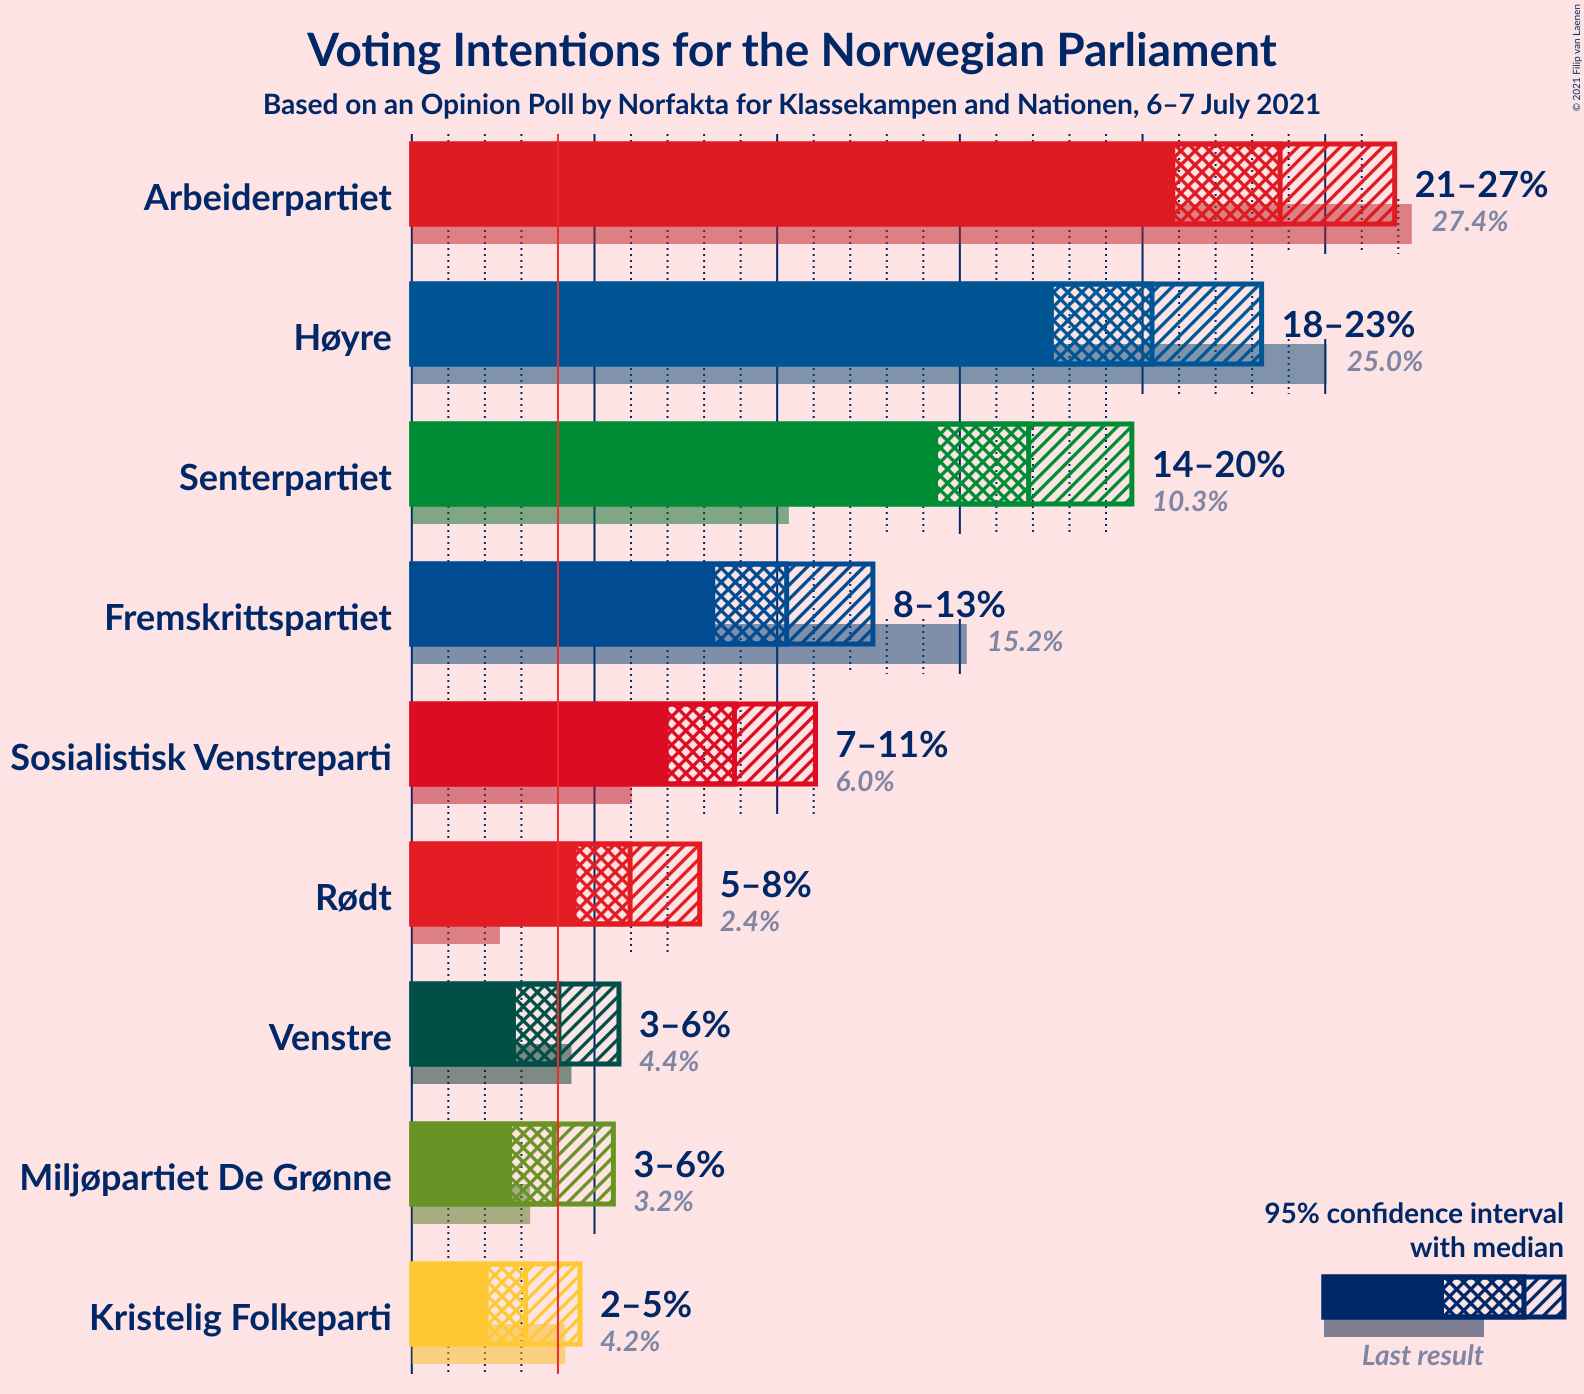 Voting Intentions for the Norwegian Parliament
Based on an Opinion Poll by Norfakta for Klassekampen and Nationen, 6–7 July 2021
© 2021 Filip van Laenen
Arbeiderpartiet
21–27%
27.4%
Høyre
18–23%
25.0%
Senterpartiet
14–20%
10.3%
Fremskrittspartiet
8–13%
15.2%
Sosialistisk Venstreparti
7–11%
6.0%
Rødt
5–8%
2.4%
Venstre
3–6%
4.4%
Miljøpartiet De Grønne
3–6%
3.2%
Kristelig Folkeparti
2–5%
4.2%
95% confidence interval
with median
Last result